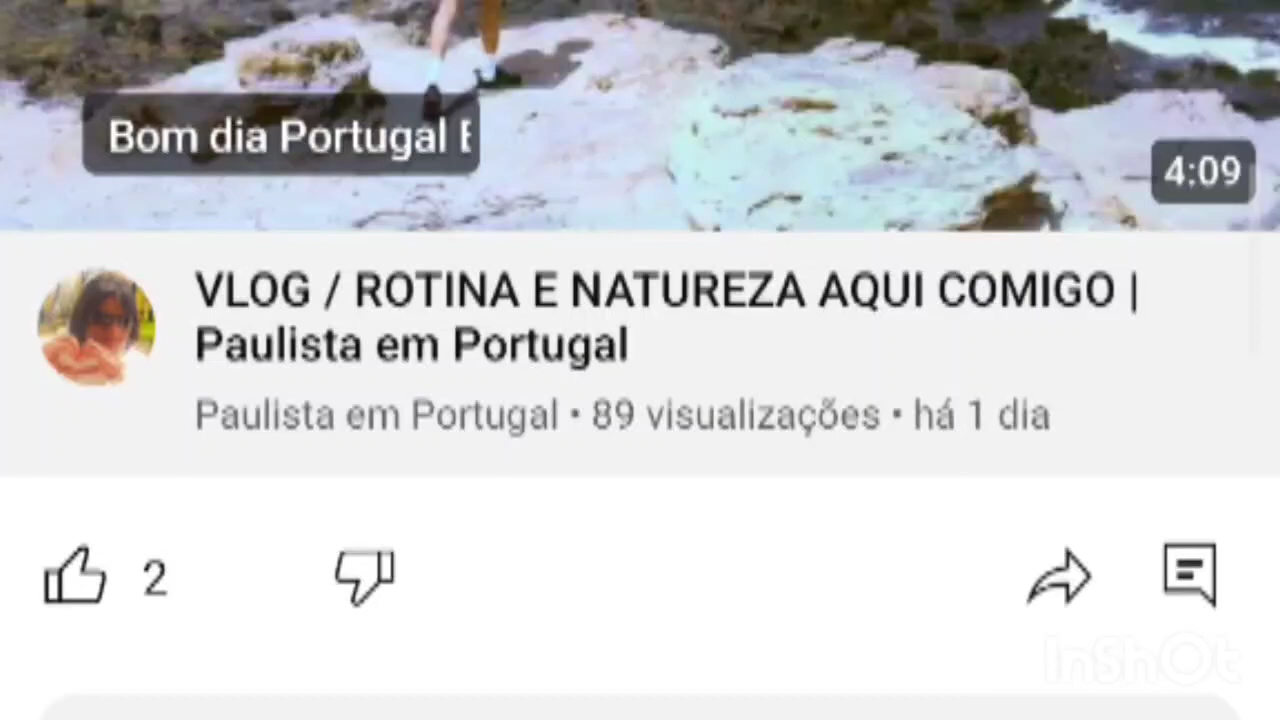 Bom dia Portugal E
4:09
VLOG / ROTINA E NATUREZA AQUI COMIGO |
Paulista em Portugal
Paulista em Portugal • 89 visualizações • há 1 dia
2
InShOt